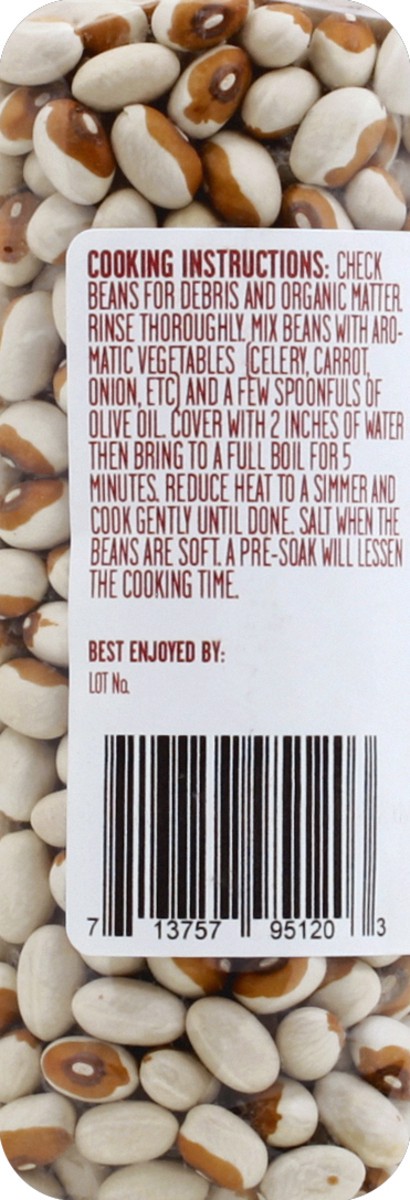 COOKING INSTRUCTIONS: CHECK
BEANS FOR DEBRIS AND ORGANIC MATTER.
RINSE THOROUGHLY. MIX BEANS WITH ARO-
MATIC VEGETABLES (CELERY, CARROT,
ONION, ETC) AND A FEW SPOONFULS OF
OLIVE OIL. COVER WITH 2 INCHES OF WATER
THEN BRING TO A FULL BOIL FOR 5
MINUTES. REDUCE HEAT TO A SIMMER AND
COOK GENTLY UNTIL DONE. SALT WHEN THE
BEANS ARE SOFT. A PRE-SOAK WILL LESSEN
THE COOKING TIME.
BEST ENJOYED BY:
LOT No.
7 13757 95120 3